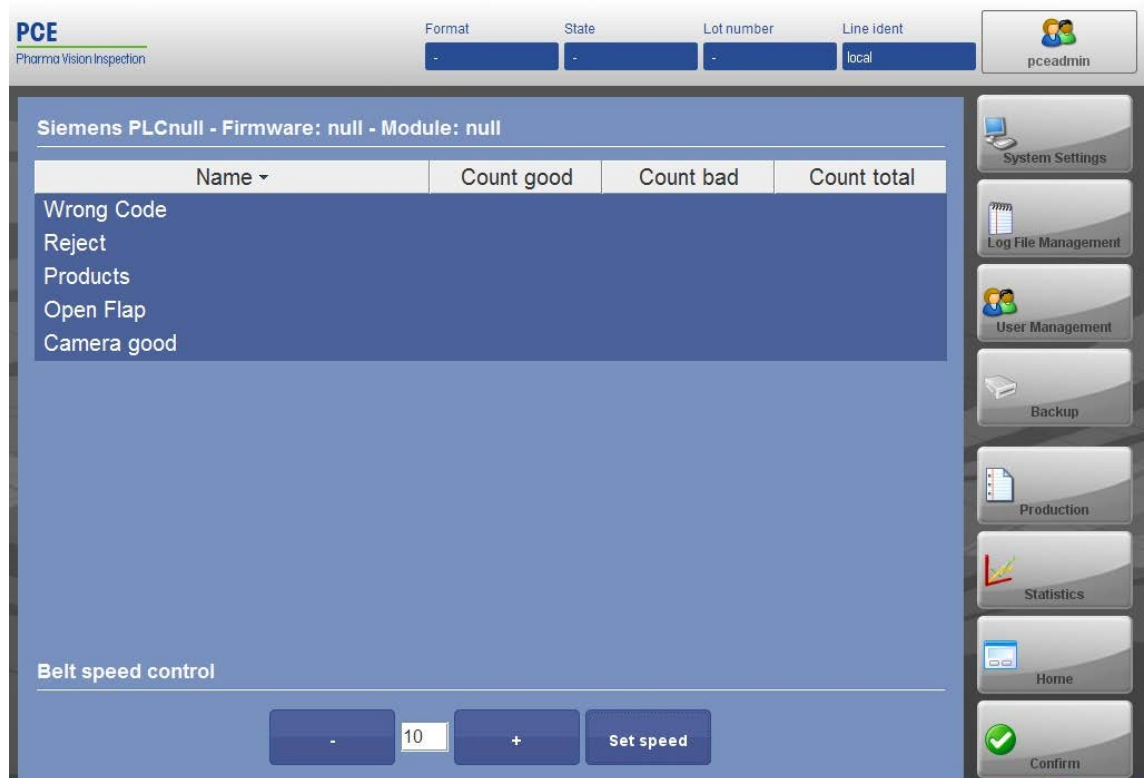 PCE
Pharma Vision Inspection
Format State Lot number Line ident
- - - local
pceadmin
Siemens PLCnull - Firmware: null - Module: null
Name Count good Count bad Count total
Wrong Code
Reject
Products
Open Flap
Camera good
Belt speed control
- 10 + Set speed
System Settings
Log File Management
User Management
Backup
Production
Statistics
Home
Confirm